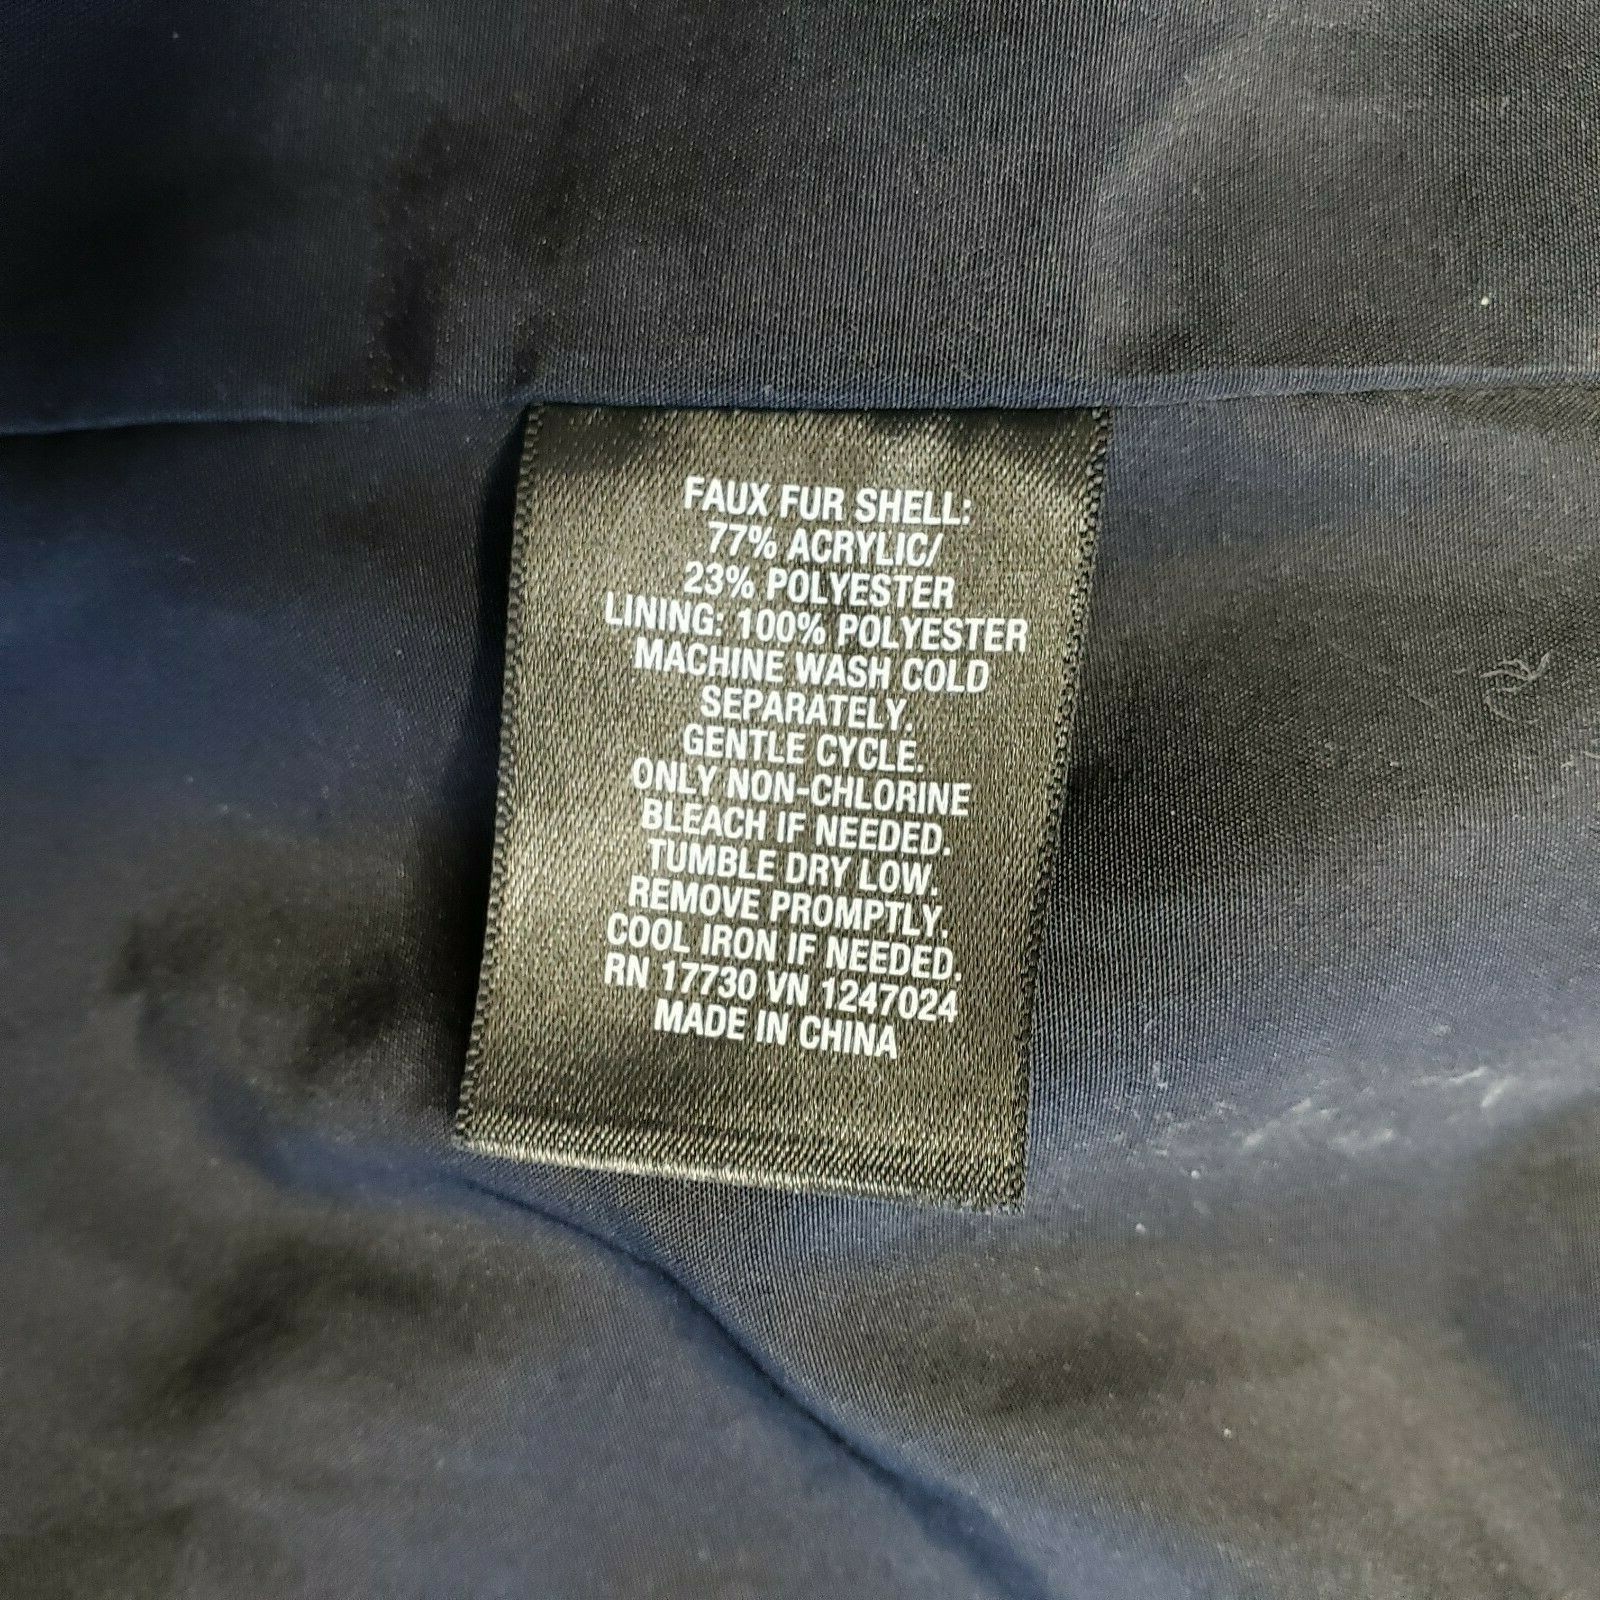 FAUX FUR SHELL:
77% ACRYLIC/
23% POLYESTER
LINING: 100% POLYESTER
MACHINE WASH COLD
SEPARATELY.
GENTLE CYCLE.
ONLY NON-CHLORINE
BLEACH IF NEEDED.
TUMBLE DRY LOW.
REMOVE PROMPTLY.
COOL IRON IF NEEDED.
RN 17730 VN 1247024
MADE IN CHINA